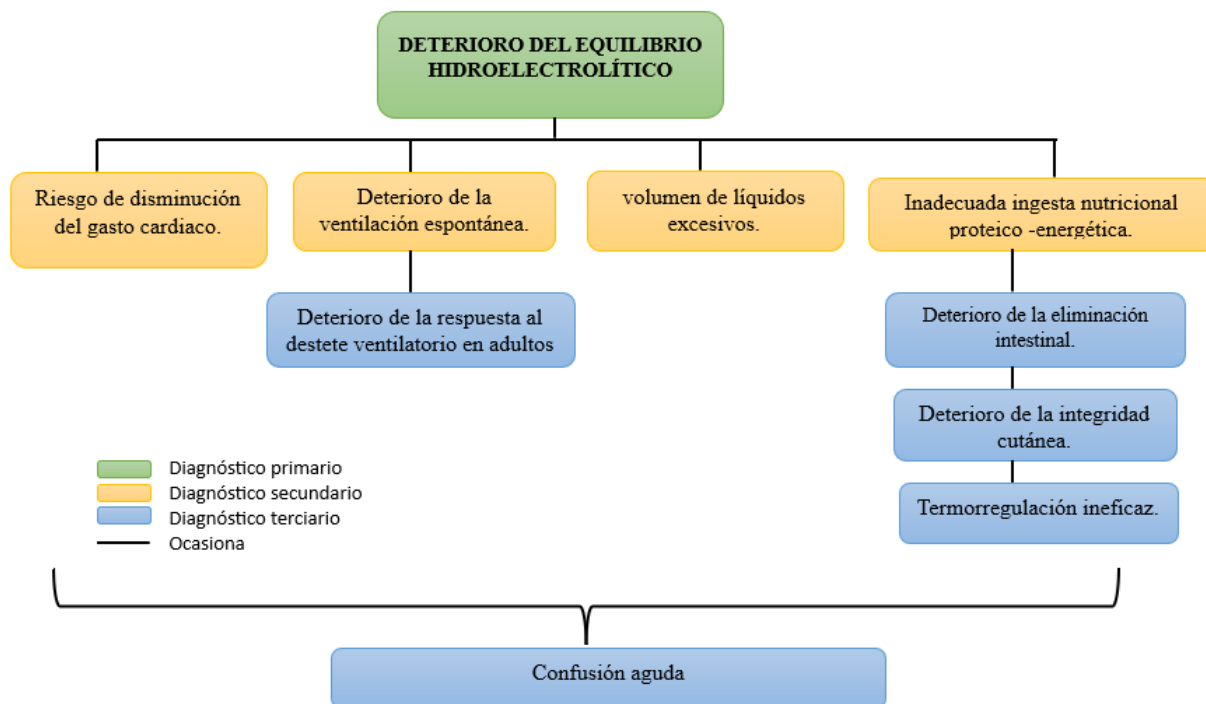 DETERIORO DEL EQUILIBRIO
HIDROELECTROLÍTICO
Riesgo de disminución
del gasto cardiaco.
Deterioro de la
ventilación espontánea.
volumen de líquidos
excesivos.
Inadecuada ingesta nutricional
proteico -energética.
Deterioro de la respuesta al
destete ventilatorio en adultos
Deterioro de la eliminación
intestinal.
Deterioro de la integridad
cutánea.
Termorregulación ineficaz.
Diagnóstico primario
Diagnóstico secundario
Diagnóstico terciario
Ocasiona
Confusión aguda